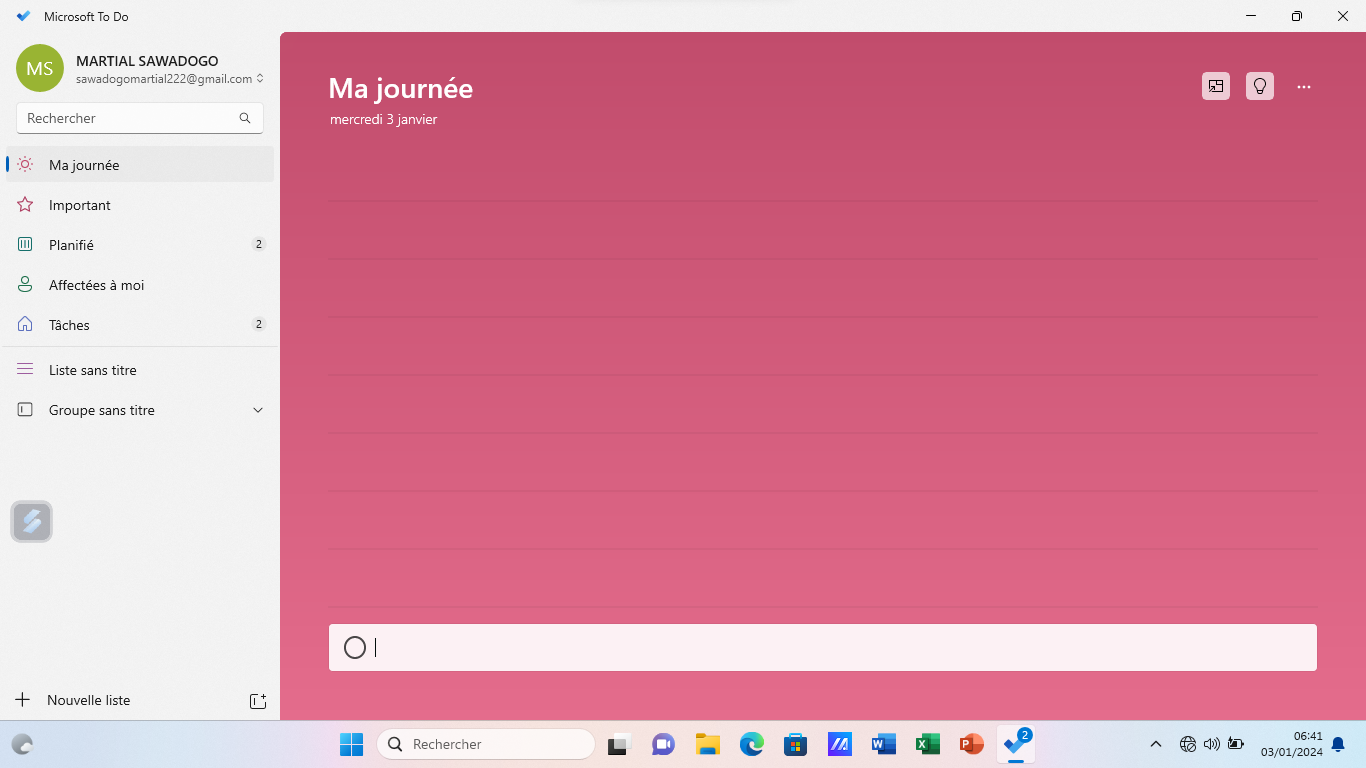 Microsoft To Do
MS
MARTIAL SAWADOGO
sawadogomartial222@gmail.com
Rechercher
Ma journée
Important
Planifié 2
Affectées à moi
Tâches 2
Liste sans titre
Groupe sans titre
Nouvelle liste
Ma journée
mercredi 3 janvier
Rechercher
2
06:41
03/01/2024